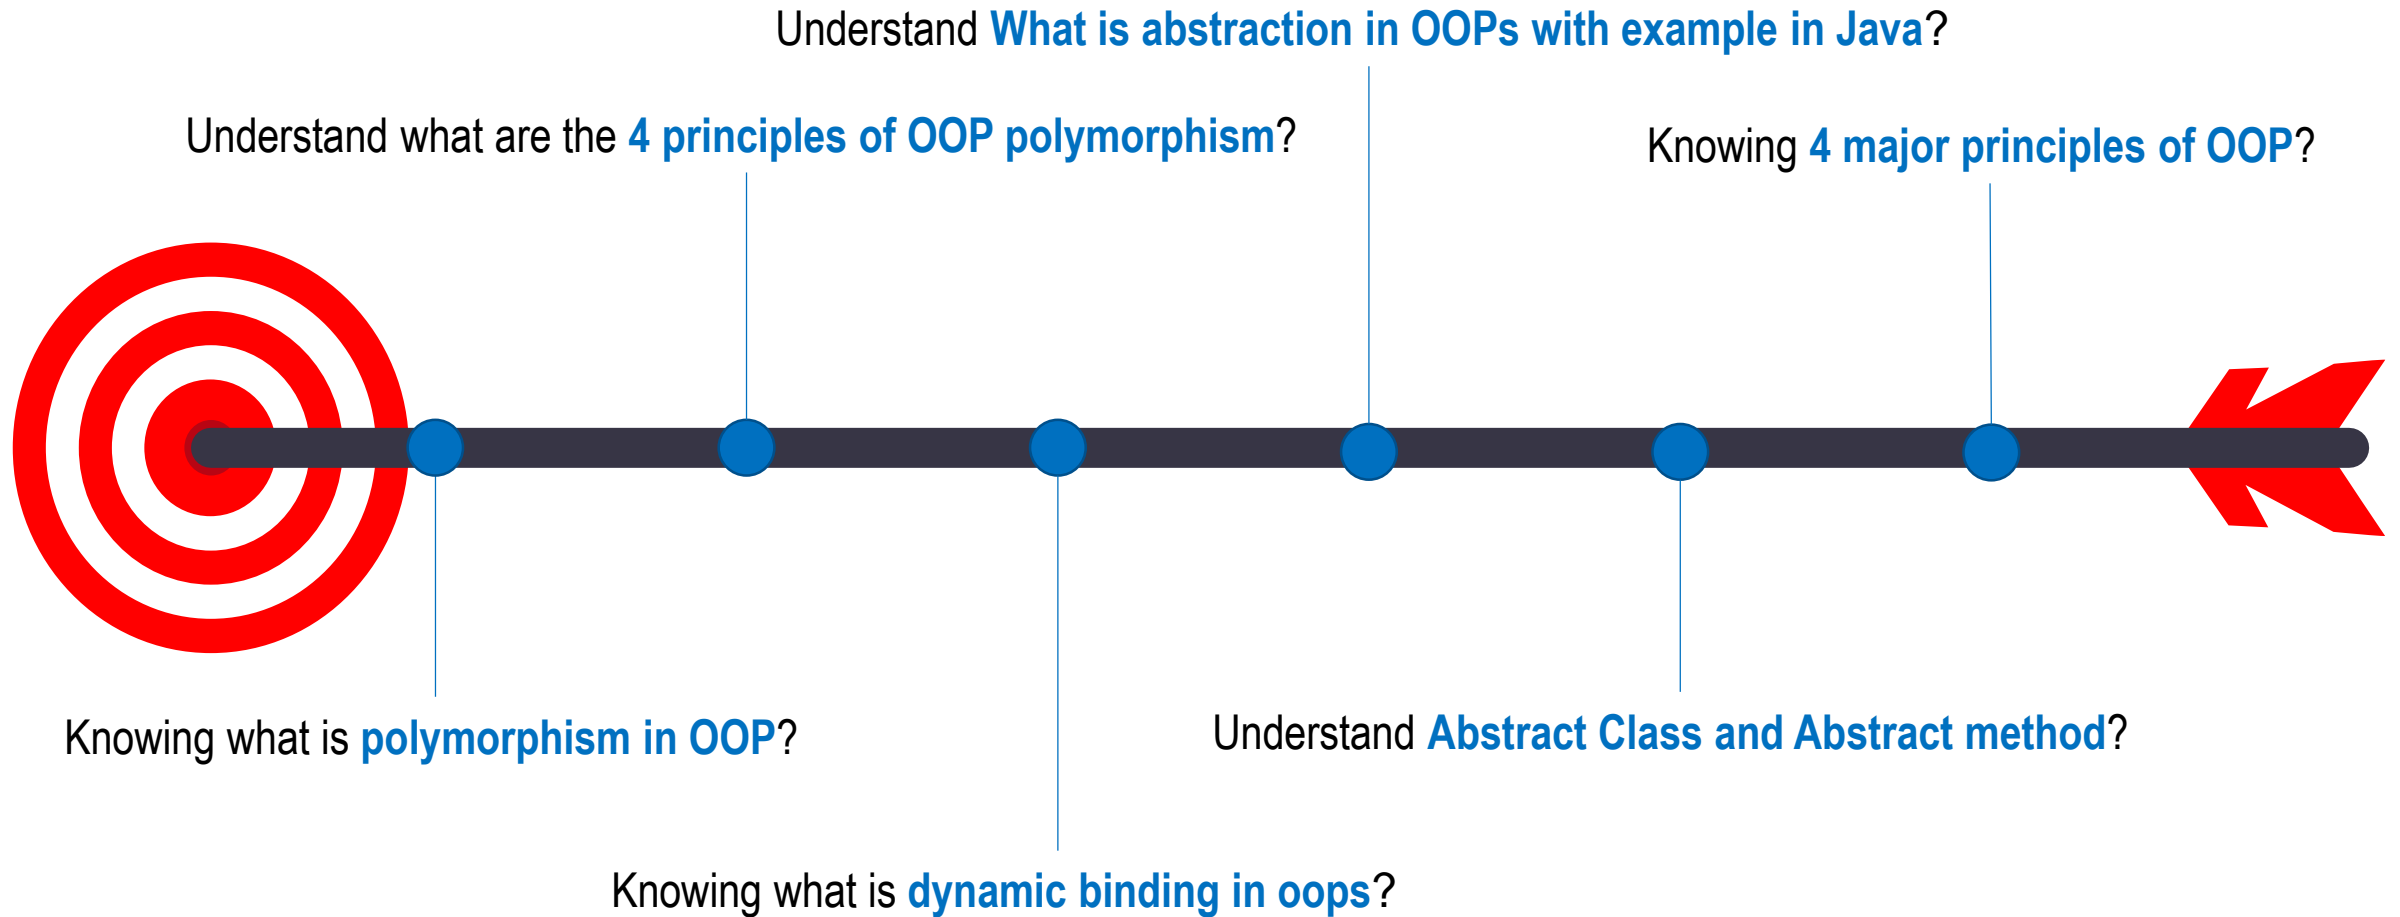 Understand What is abstraction in OOPs with example in Java?
Understand what are the 4 principles of OOP polymorphism?
Knowing 4 major principles of OOP?
Knowing what is polymorphism in OOP?
Understand Abstract Class and Abstract method?
Knowing what is dynamic binding in oops?